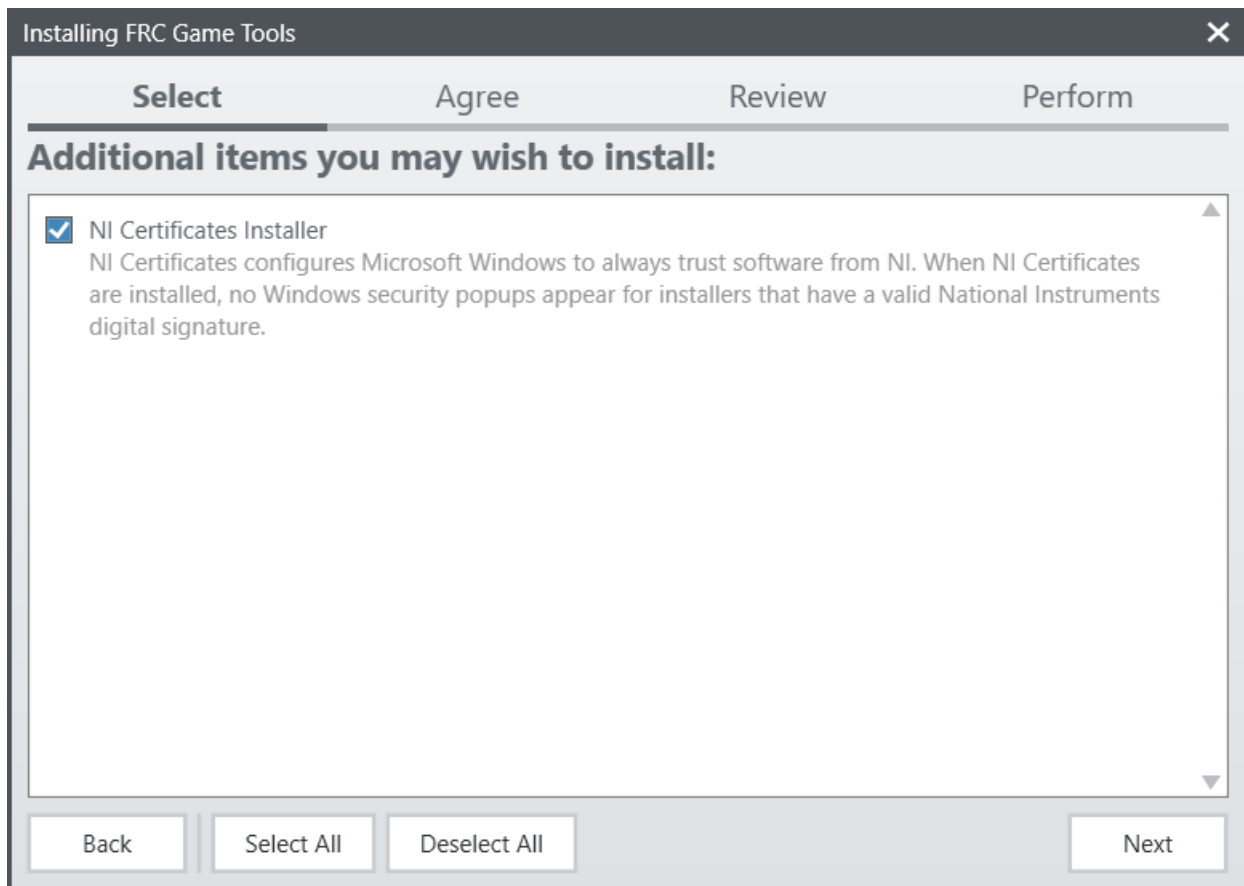 Installing FRC Game Tools
Select Agree Review Perform
Additional items you may wish to install:
NI Certificates Installer
NI Certificates configures Microsoft Windows to always trust software from NI. When NI Certificates
are installed, no Windows security popups appear for installers that have a valid National Instruments
digital signature.
Back Select All Deselect All Next